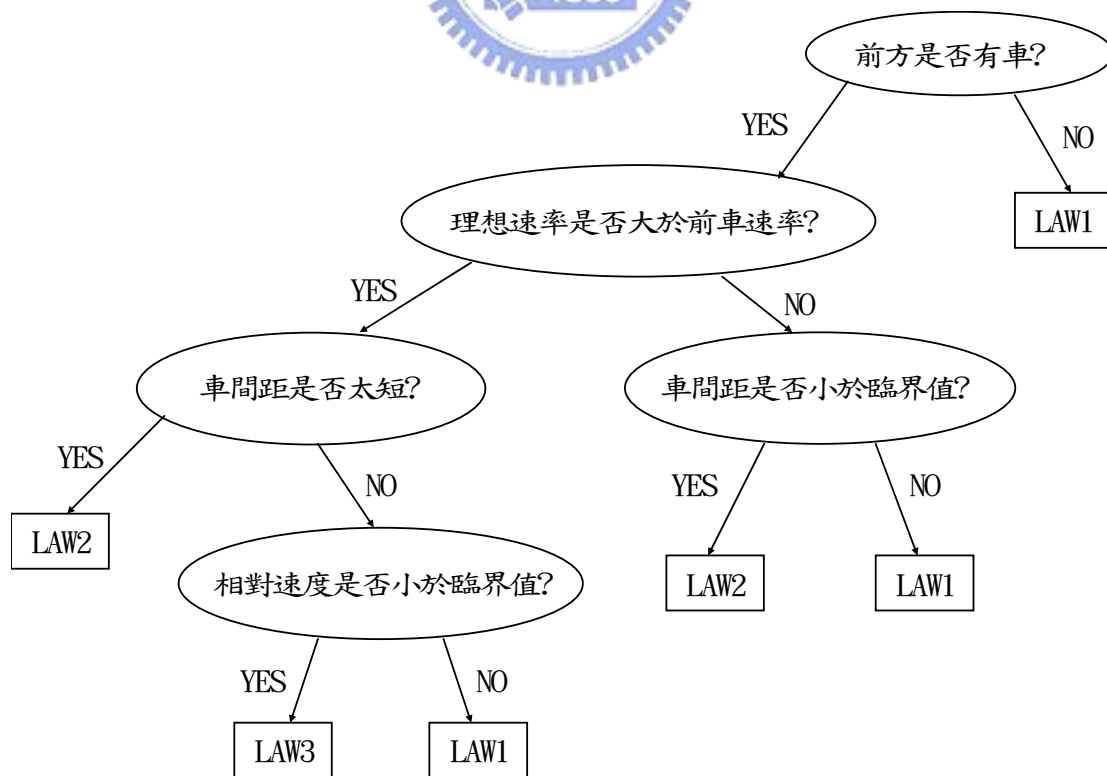 前方是否有車?
YES
NO
理想速率是否大於前車速率?
LAW1
YES
NO
車間距是否太短?
車間距是否小於臨界值?
YES
NO
YES
NO
LAW2
相對速度是否小於臨界值?
LAW2
LAW1
YES
NO
LAW3
LAW1